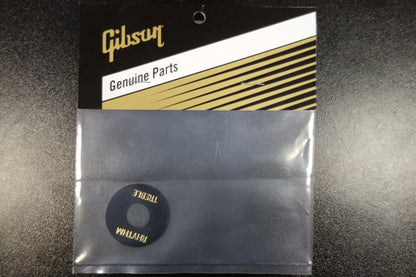 Gibson
Genuine Parts
TREBLE
RHYTHM